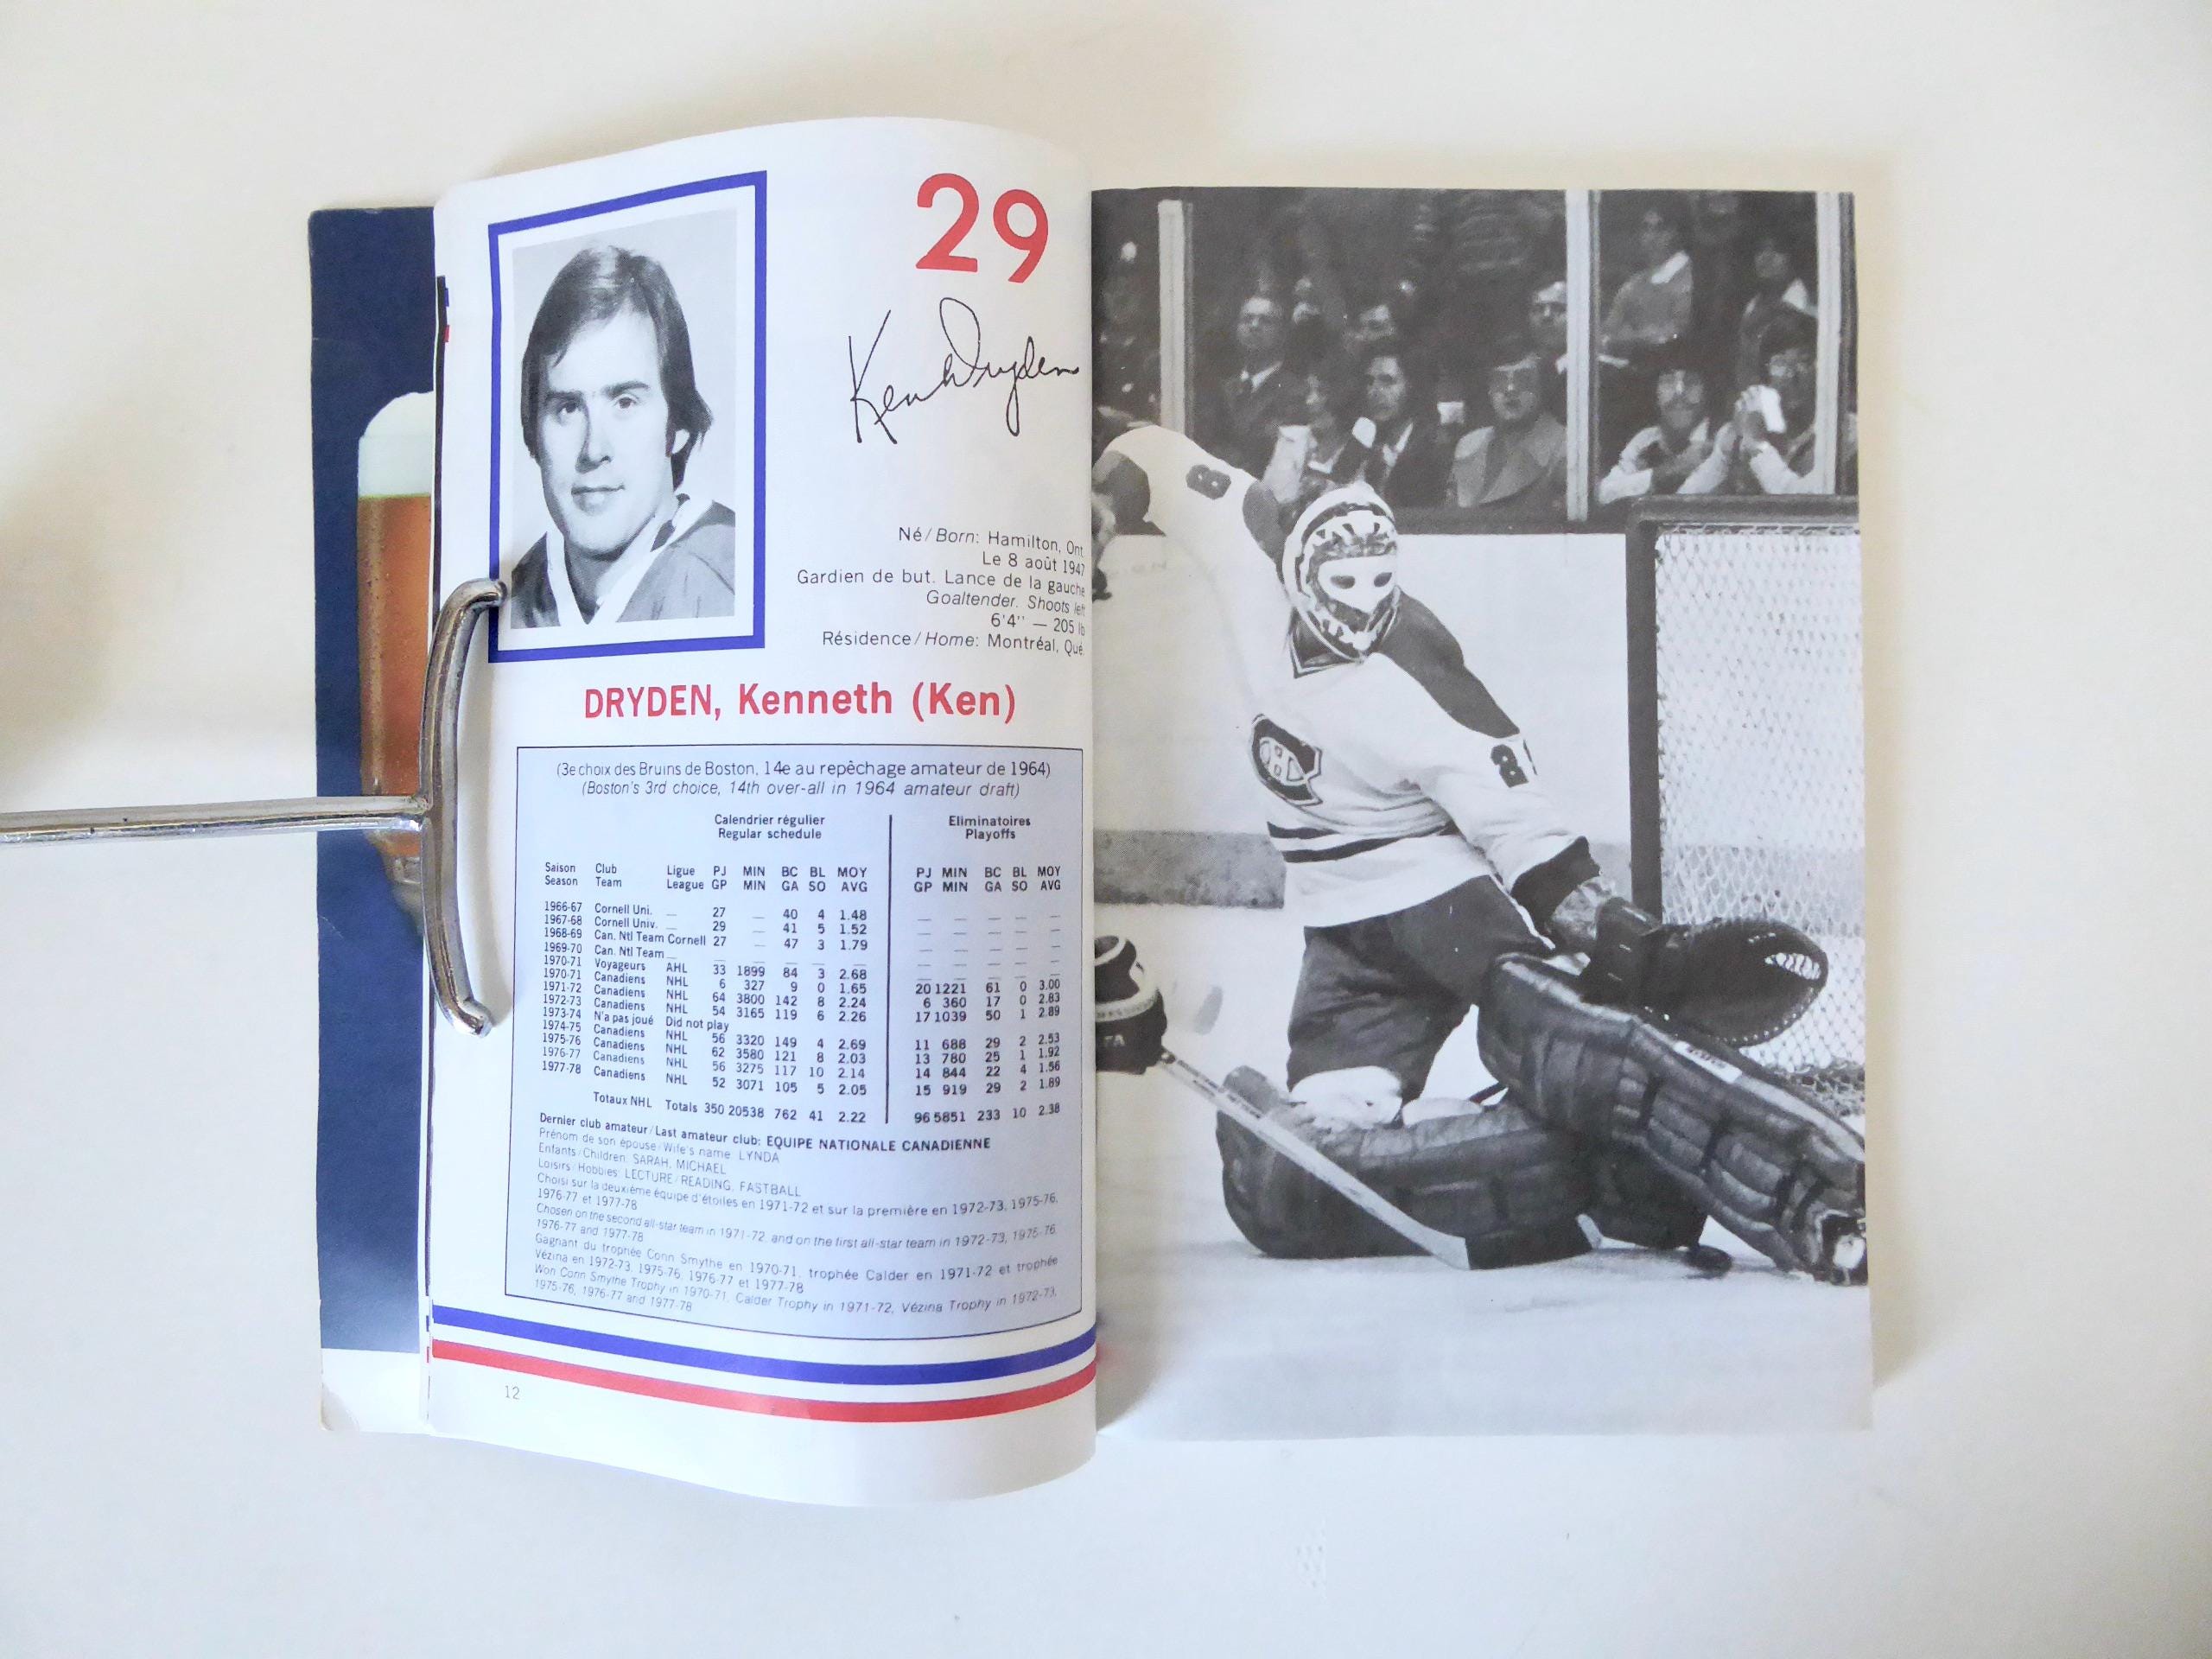 29
Ken Dryden
Né/Born: Hamilton, Ont
Le 8 août 1947
Gardien de but. Lance de la gauche
Goaltender. Shoots left
6'4'' — 205 lb
Résidence/Home: Montréal, Qué.
DRYDEN, Kenneth (Ken)
(3e choix des Bruins de Boston, 14e au repêchage amateur de 1964)
(Boston's 3rd choice, 14th over-all in 1964 amateur draft)
Calendrier régulier Eliminatoires
Regular schedule Playoffs
Saison Club Ligue PJ MIN BC BL MOY PJ MIN BC BL MOY
Season Team League GP MIN GA SO AVG GP MIN GA SO AVG
1966-67 Cornell Uni. — 27 — 40 4 1.48 — — — — —
1967-68 Cornell Univ. — 29 — 41 5 1.52 — — — — —
1968-69 Can. Ntl Team Cornell 27 — 47 3 1.79 — — — — —
1969-70 Can. Ntl Team — — — — — — — — — — —
1970-71 Voyageurs AHL 33 1899 84 3 2.68 — — — — —
1970-71 Canadiens NHL 6 327 9 0 1.65 20 1221 61 0 3.00
1971-72 Canadiens NHL 64 3800 142 8 2.24 6 360 17 0 2.83
1972-73 Canadiens NHL 54 3165 119 6 2.26 17 1039 50 1 2.89
1973-74 N'a pas joué Did not play
1974-75 Canadiens NHL 56 3320 149 4 2.69 11 688 29 2 2.53
1975-76 Canadiens NHL 62 3580 121 8 2.03 13 780 25 1 1.92
1976-77 Canadiens NHL 56 3275 117 10 2.14 14 844 22 4 1.56
1977-78 Canadiens NHL 52 3071 105 5 2.05 15 919 29 2 1.89
Totaux NHL Totals 350 20538 762 41 2.22 96 5851 233 10 2.38
Dernier club amateur/Last amateur club: EQUIPE NATIONALE CANADIENNE
Prénom de son épouse/Wife's name LYNDA
Enfants/Children: SARAH, MICHAEL
Loisirs/Hobbies: LECTURE/READING, FASTBALL
Choisi sur la deuxième équipe d'étoiles en 1971-72 et sur la première en 1972-73, 1975-76,
1976-77 et 1977-78
Chosen on the second all-star team in 1971-72 and on the first all-star team in 1972-73, 1975-76,
1976-77 and 1977-78
Gagnant du trophée Conn Smythe en 1970-71, trophée Calder en 1971-72 et trophée
Vézina en 1972-73, 1975-76, 1976-77 et 1977-78
Won Conn Smythe Trophy in 1970-71, Calder Trophy in 1971-72, Vézina Trophy in 1972-73,
1975-76, 1976-77 and 1977-78
12